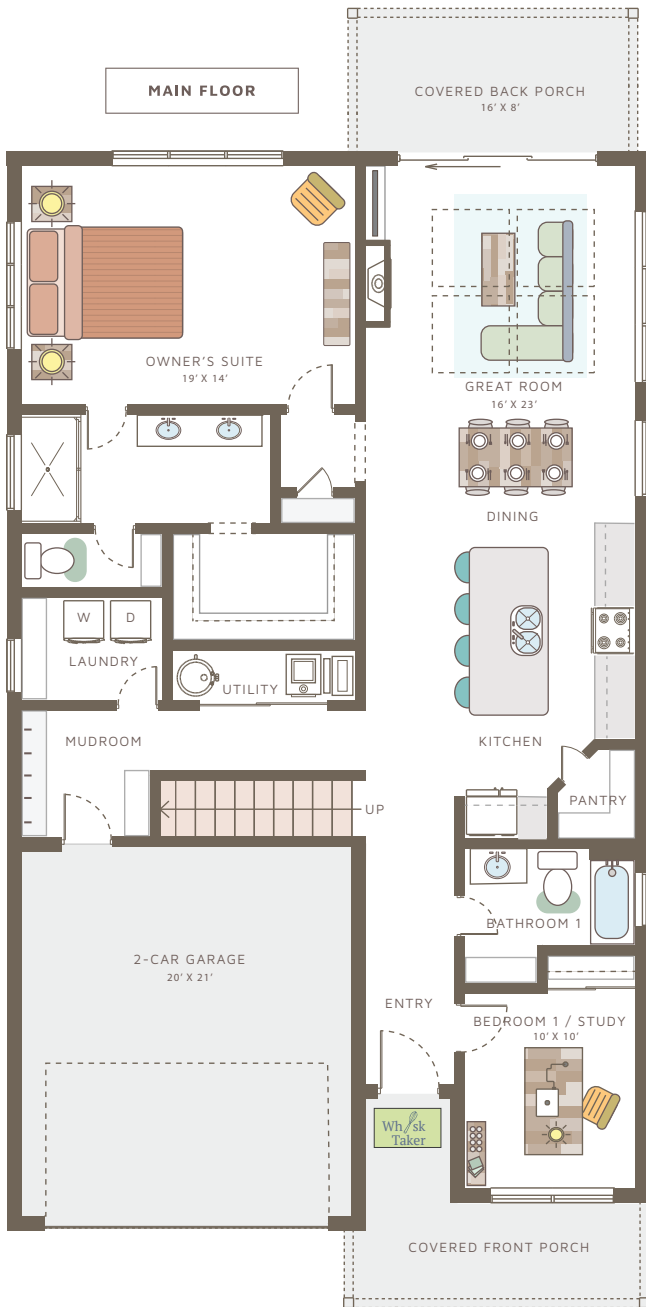 MAIN FLOOR
COVERED BACK PORCH
16' X 8'
OWNER'S SUITE
19' X 14'
GREAT ROOM
16' X 23'
DINING
W
D
LAUNDRY
UTILITY
MUDROOM
KITCHEN
PANTRY
UP
BATHROOM 1
2-CAR GARAGE
20' X 21'
ENTRY
BEDROOM 1 / STUDY
10' X 10'
Whisk
Taker
COVERED FRONT PORCH